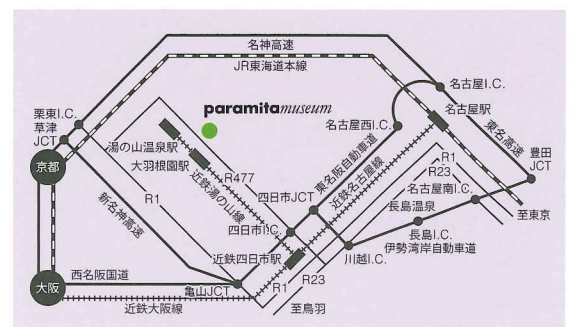 名神高速
JR東海道本線
名古屋I.C.
栗東I.C.
草津
JCT
paramitamuseum
名古屋駅
東名高速
湯の山温泉駅
名古屋西I.C.
豊田
JCT
京都
大羽根園駅
東名阪自動車道
R477
近鉄名古屋線
R1
R23
近鉄湯の山線
R1
新名神高速
四日市JCT
名古屋南I.C.
長島温泉
至東京
四日市I.C.
長島I.C.
近鉄四日市駅
川越I.C.
伊勢湾岸自動車道
大阪
西名阪国道
亀山JCT
R1
R23
近鉄大阪線
至鳥羽